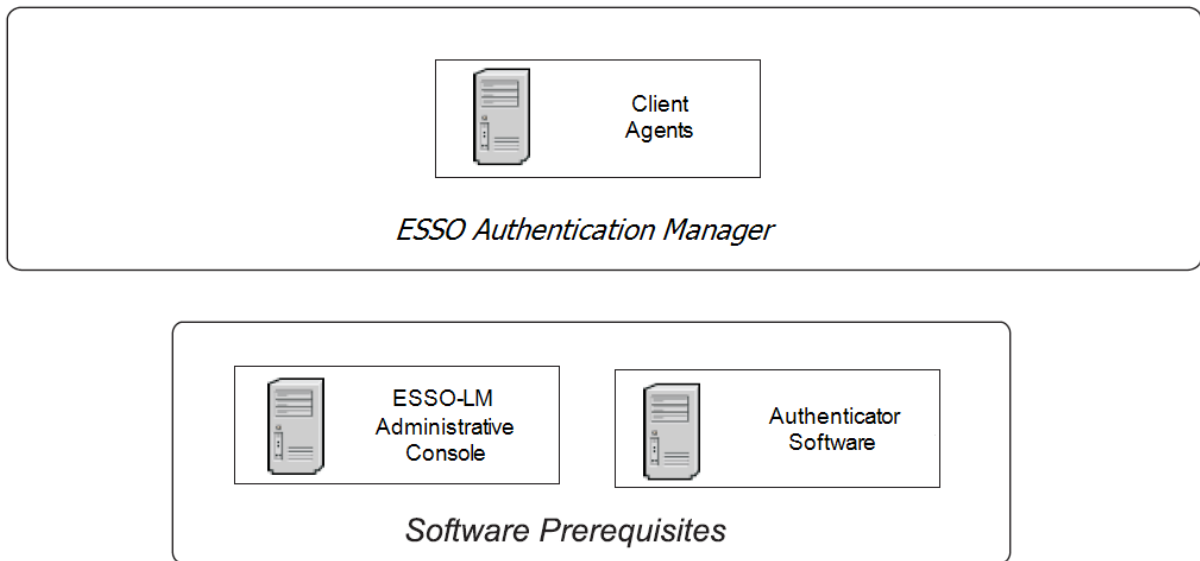 Client
Agents
ESSO Authentication Manager
ESSO-LM
Administrative
Console
Authenticator
Software
Software Prerequisites